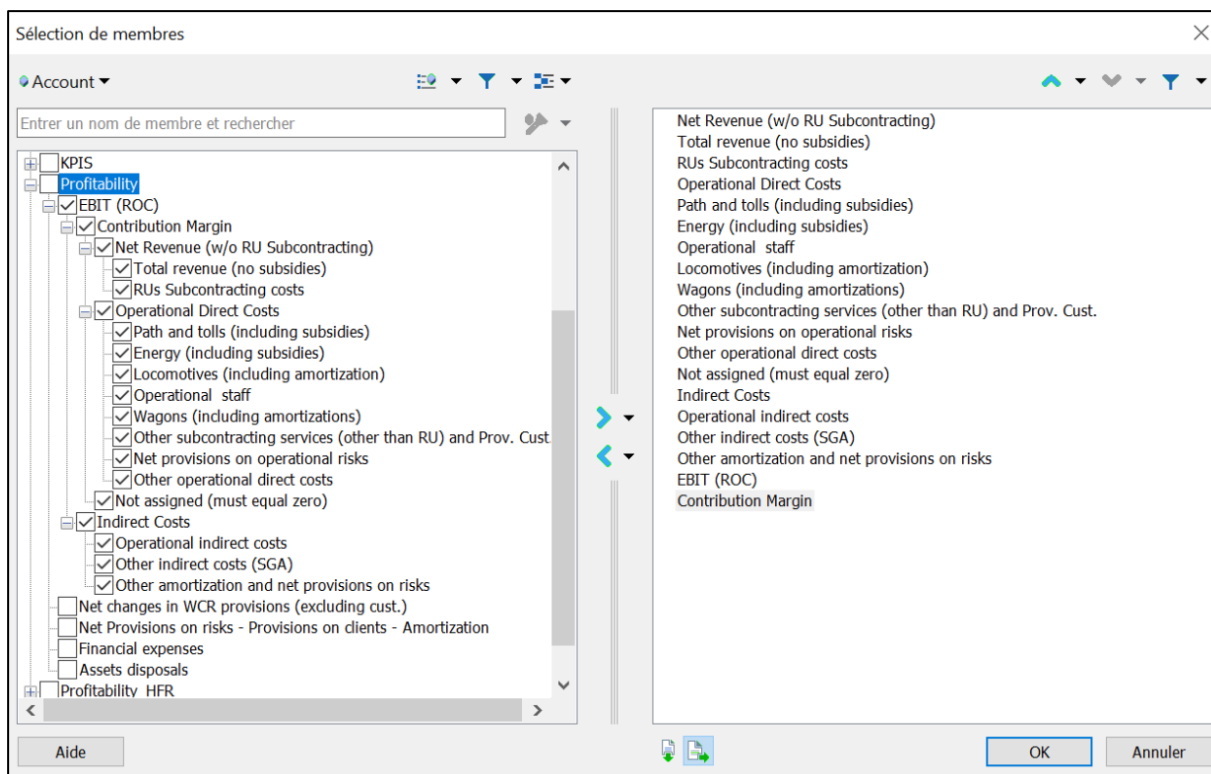 Sélection de membres
Account
Entrer un nom de membre et rechercher
KPIS
Profitability
EBIT (ROC)
Contribution Margin
Net Revenue (w/o RU Subcontracting)
Total revenue (no subsidies)
RUs Subcontracting costs
Operational Direct Costs
Path and tolls (including subsidies)
Energy (including subsidies)
Locomotives (including amortization)
Operational  staff
Wagons (including amortizations)
Other subcontracting services (other than RU) and Prov. Cust.
Net provisions on operational risks
Other operational direct costs
Not assigned (must equal zero)
Indirect Costs
Operational indirect costs
Other indirect costs (SGA)
Other amortization and net provisions on risks
Net changes in WCR provisions (excluding cust.)
Net Provisions on risks - Provisions on clients - Amortization
Financial expenses
Assets disposals
Profitability_HFR
Net Revenue (w/o RU Subcontracting)
Total revenue (no subsidies)
RUs Subcontracting costs
Operational Direct Costs
Path and tolls (including subsidies)
Energy (including subsidies)
Operational  staff
Locomotives (including amortization)
Wagons (including amortizations)
Other subcontracting services (other than RU) and Prov. Cust.
Net provisions on operational risks
Other operational direct costs
Not assigned (must equal zero)
Indirect Costs
Operational indirect costs
Other indirect costs (SGA)
Other amortization and net provisions on risks
EBIT (ROC)
Contribution Margin
Aide
OK
Annuler